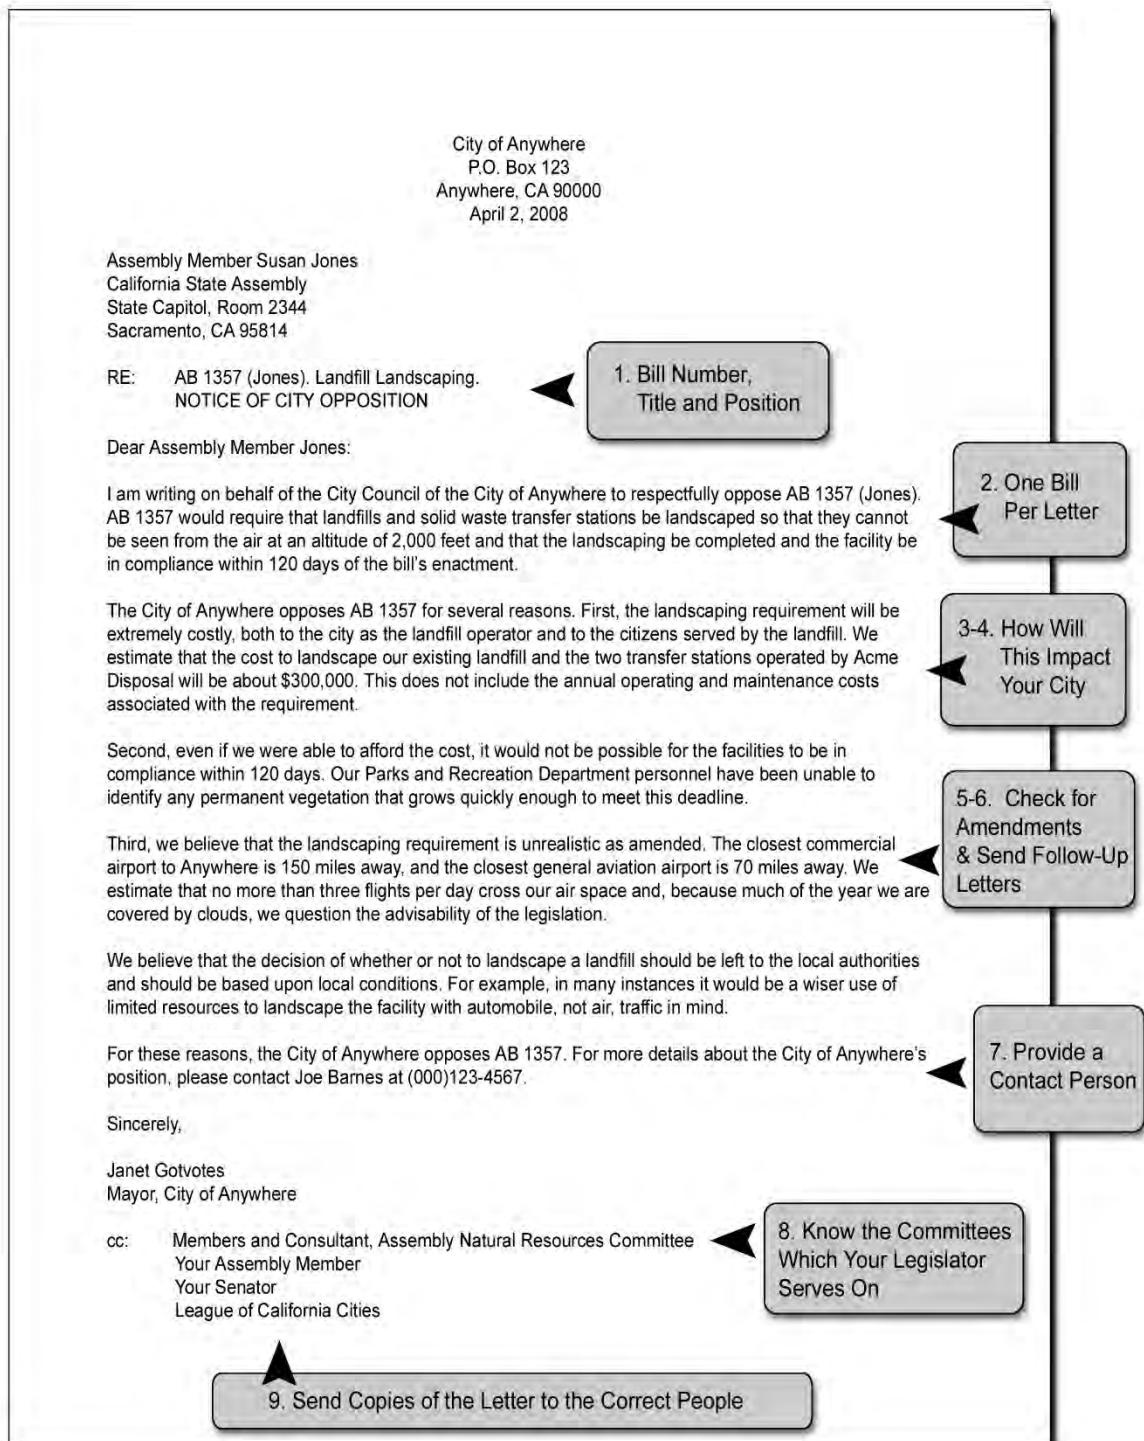 City of Anywhere
P.O. Box 123
Anywhere, CA 90000
April 2, 2008
Assembly Member Susan Jones
California State Assembly
State Capitol, Room 2344
Sacramento, CA 95814
RE: AB 1357 (Jones). Landfill Landscaping.
NOTICE OF CITY OPPOSITION
1. Bill Number,
Title and Position
Dear Assembly Member Jones:
I am writing on behalf of the City Council of the City of Anywhere to respectfully oppose AB 1357 (Jones).
AB 1357 would require that landfills and solid waste transfer stations be landscaped so that they cannot
be seen from the air at an altitude of 2,000 feet and that the landscaping be completed and the facility be
in compliance within 120 days of the bill's enactment.
2. One Bill
Per Letter
The City of Anywhere opposes AB 1357 for several reasons. First, the landscaping requirement will be
extremely costly, both to the city as the landfill operator and to the citizens served by the landfill. We
estimate that the cost to landscape our existing landfill and the two transfer stations operated by Acme
Disposal will be about $300,000. This does not include the annual operating and maintenance costs
associated with the requirement.
3-4. How Will
This Impact
Your City
Second, even if we were able to afford the cost, it would not be possible for the facilities to be in
compliance within 120 days. Our Parks and Recreation Department personnel have been unable to
identify any permanent vegetation that grows quickly enough to meet this deadline.
Third, we believe that the landscaping requirement is unrealistic as amended. The closest commercial
airport to Anywhere is 150 miles away, and the closest general aviation airport is 70 miles away. We
estimate that no more than three flights per day cross our air space and, because much of the year we are
covered by clouds, we question the advisability of the legislation.
5-6. Check for
Amendments
& Send Follow-Up
Letters
We believe that the decision of whether or not to landscape a landfill should be left to the local authorities
and should be based upon local conditions. For example, in many instances it would be a wiser use of
limited resources to landscape the facility with automobile, not air, traffic in mind.
For these reasons, the City of Anywhere opposes AB 1357. For more details about the City of Anywhere's
position, please contact Joe Barnes at (000)123-4567.
7. Provide a
Contact Person
Sincerely,
Janet Gotvotes
Mayor, City of Anywhere
cc: Members and Consultant, Assembly Natural Resources Committee
Your Assembly Member
Your Senator
League of California Cities
8. Know the Committees
Which Your Legislator
Serves On
9. Send Copies of the Letter to the Correct People